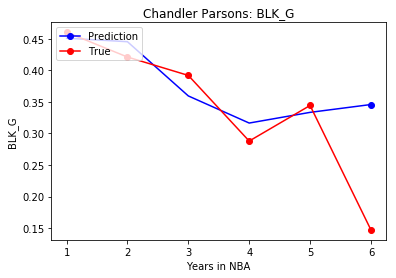 Chandler Parsons: BLK_G
Prediction
True
0.45
0.40
0.35
0.30
0.25
0.20
0.15
BLK_G
1 2 3 4 5 6
Years in NBA